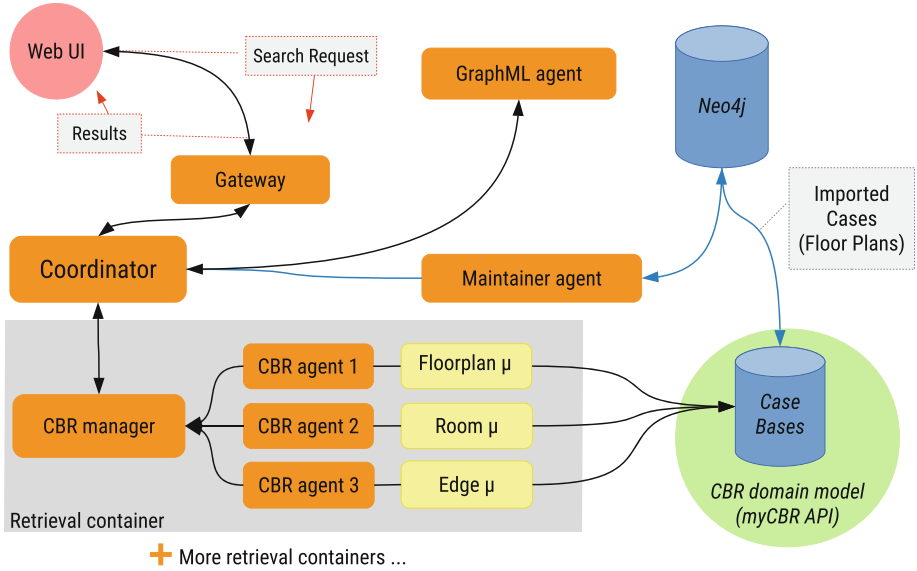 Web UI
Search Request
GraphML agent
Neo4j
Results
Gateway
Imported
Cases
(Floor Plans)
Coordinator
Maintainer agent
CBR agent 1
Floorplan μ
CBR manager
CBR agent 2
Room μ
Case
Bases
CBR agent 3
Edge μ
CBR domain model
(myCBR API)
Retrieval container
+ More retrieval containers ...